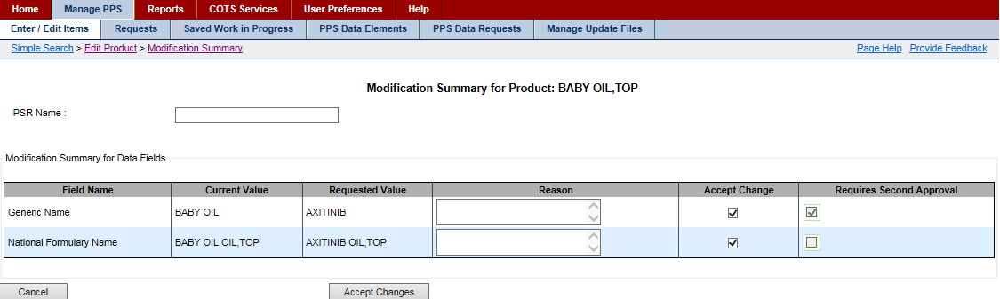 Home Manage PPS Reports COTS Services User Preferences Help
Enter / Edit Items Requests Saved Work in Progress PPS Data Elements PPS Data Requests Manage Update Files
Simple Search > Edit Product > Modification Summary Page Help Provide Feedback
Modification Summary for Product: BABY OIL,TOP
PSR Name :
Modification Summary for Data Fields
Field Name Current Value Requested Value Reason Accept Change Requires Second Approval
Generic Name BABY OIL AXITINIB
National Formulary Name BABY OIL OIL,TOP AXITINIB OIL,TOP
Cancel Accept Changes